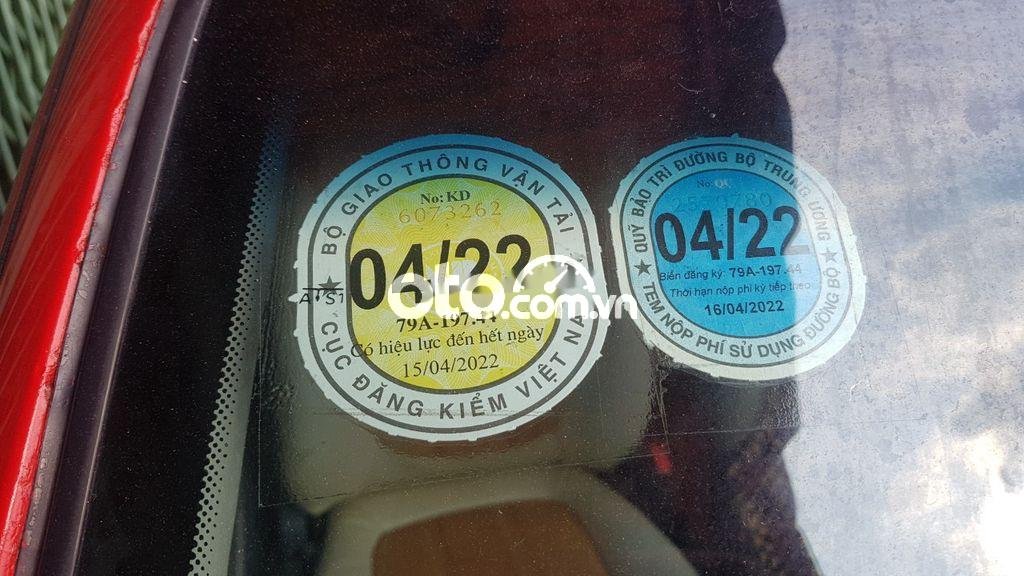 BỘ GIAO THÔNG VẬN TẢI
No: KD
6073262
04/22
A S1
79A-197.44
Có hiệu lực đến hết ngày
15/04/2022
CỤC ĐĂNG KIỂM VIỆT NAM
oto.com.vn
QUỸ BẢO TRÌ ĐƯỜNG BỘ TRUNG ƯƠNG
No: QC
2550780
04/22
Biển đăng ký: 79A-197.44
Thời hạn nộp phí kỳ tiếp theo
16/04/2022
TEM NỘP PHÍ SỬ DỤNG ĐƯỜNG BỘ